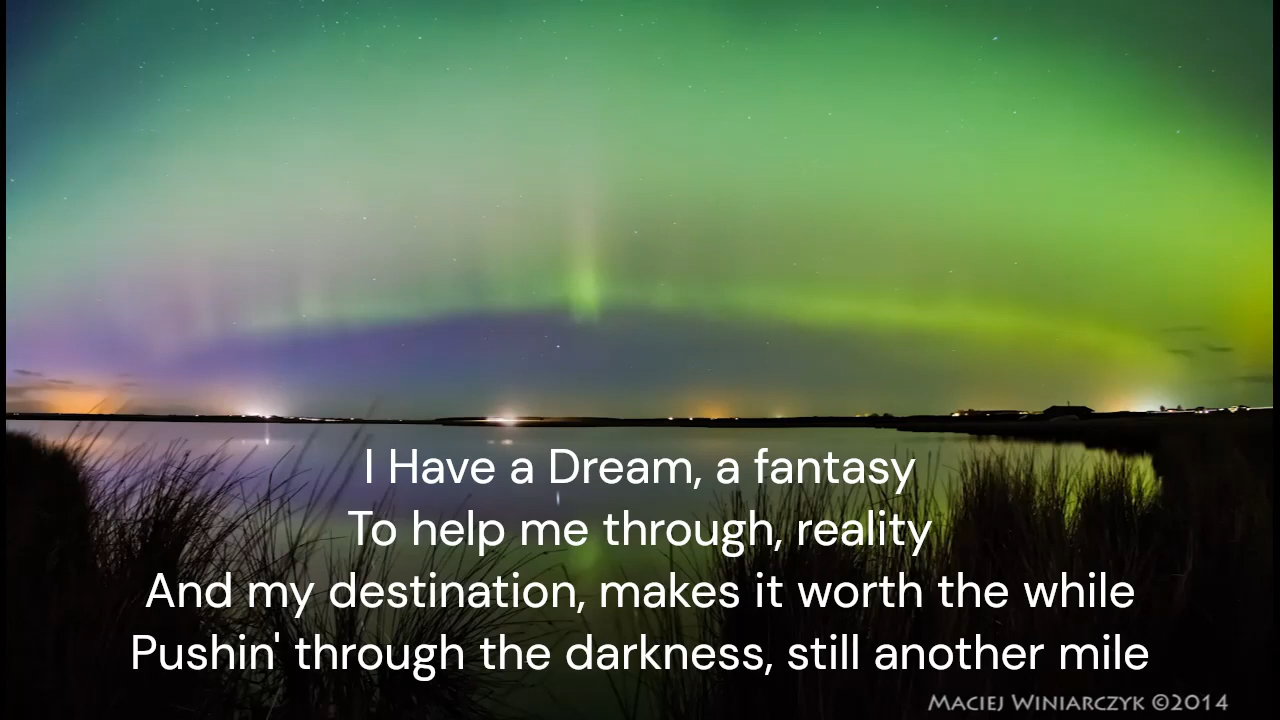 I Have a Dream, a fantasy
To help me through, reality
And my destination, makes it worth the while
Pushin' through the darkness, still another mile
MACIEJ WINIARCZYK ©2014